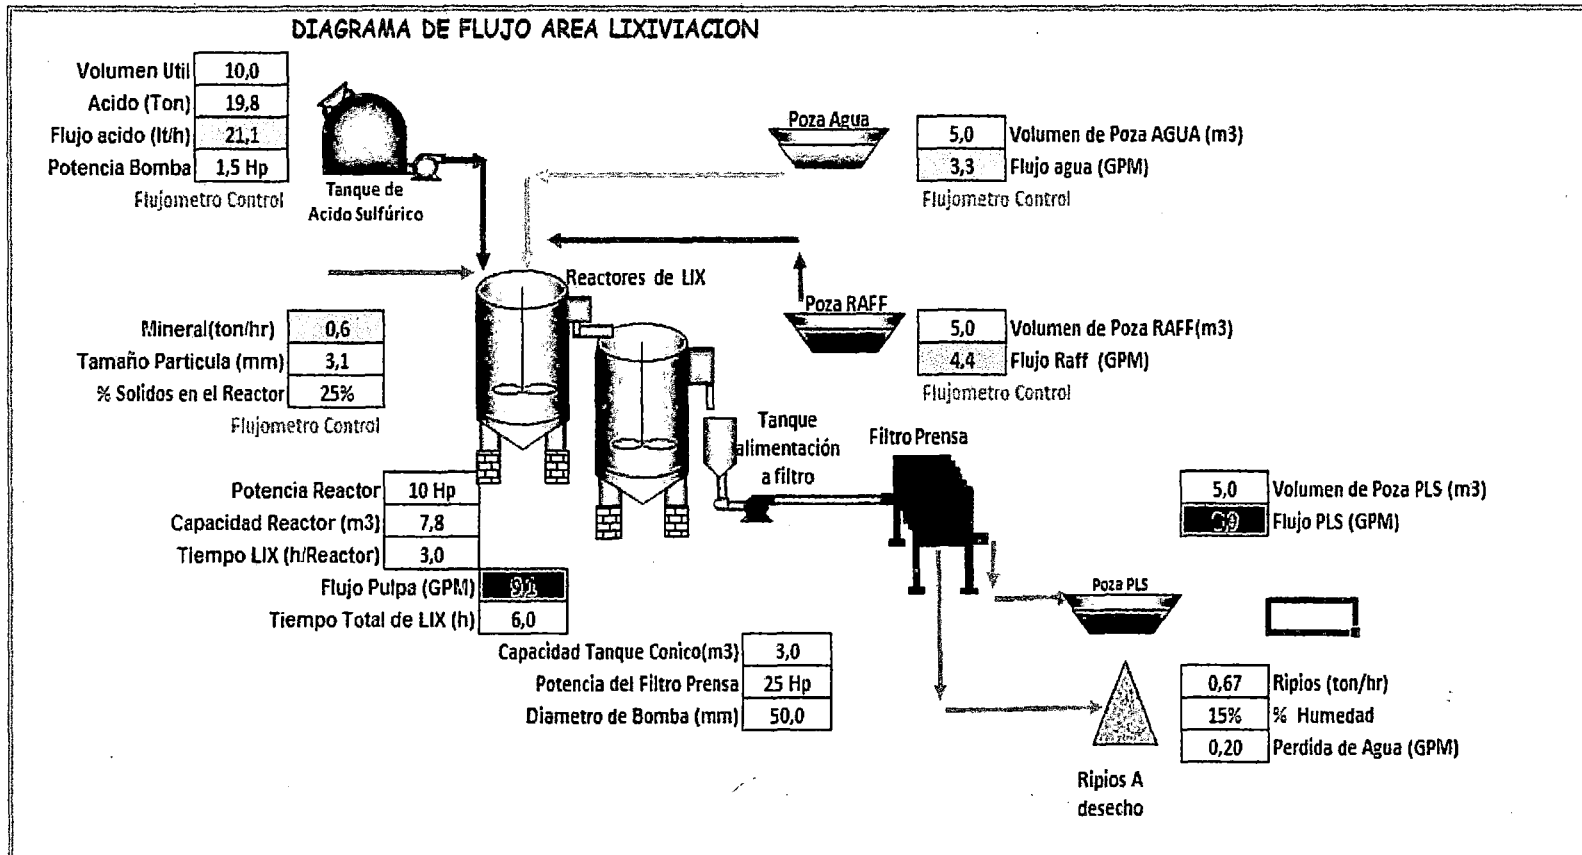 DIAGRAMA DE FLUJO AREA LIXIVIACION
Volumen Util 10,0
Acido (Ton) 19,8
Flujo acido (lt/h) 21,1
Potencia Bomba 1,5 Hp
Flujometro Control
Tanque de
Acido Sulfúrico
Poza Agua
5,0 Volumen de Poza AGUA (m3)
3,3 Flujo agua (GPM)
Flujometro Control
Reactores de LIX
Poza RAFF
5,0 Volumen de Poza RAFF(m3)
4,4 Flujo Raff (GPM)
Flujometro Control
Mineral(ton/hr) 0,6
Tamaño Particula (mm) 3,1
% Solidos en el Reactor 25%
Flujometro Control
Tanque
alimentación
a filtro
Filtro Prensa
Potencia Reactor 10 Hp
Capacidad Reactor (m3) 7,8
Tiempo LIX (h/Reactor) 3,0
Flujo Pulpa (GPM) 9,1
Tiempo Total de LIX (h) 6,0
5,0 Volumen de Poza PLS (m3)
Flujo PLS (GPM)
Poza PLS
Capacidad Tanque Conico(m3) 3,0
Potencia del Filtro Prensa 25 Hp
Diametro de Bomba (mm) 50,0
0,67 Ripios (ton/hr)
15% % Humedad
0,20 Perdida de Agua (GPM)
Ripios A
desecho